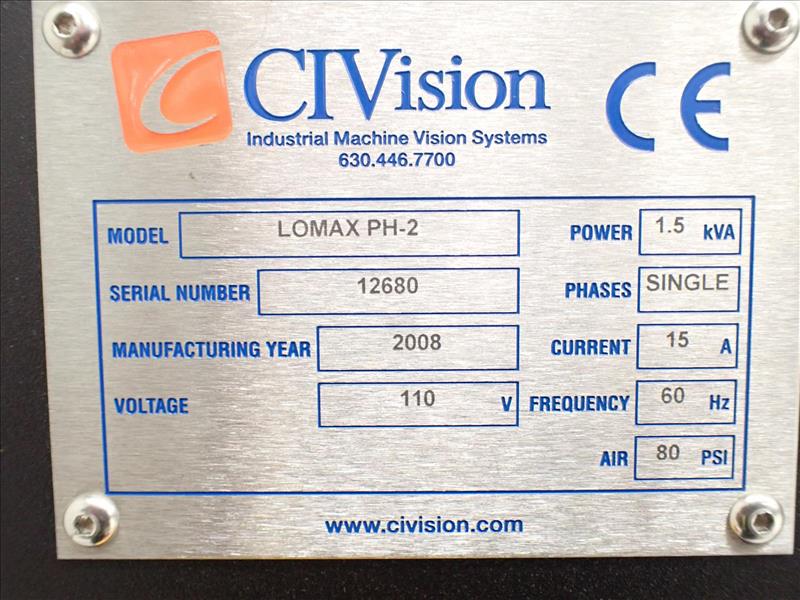 CIVision
CE
Industrial Machine Vision Systems
630.446.7700
MODEL LOMAX PH-2 POWER 1.5 kVA
SERIAL NUMBER 12680 PHASES SINGLE
MANUFACTURING YEAR 2008 CURRENT 15 A
VOLTAGE 110 V FREQUENCY 60 Hz
AIR 80 PSI
www.civision.com